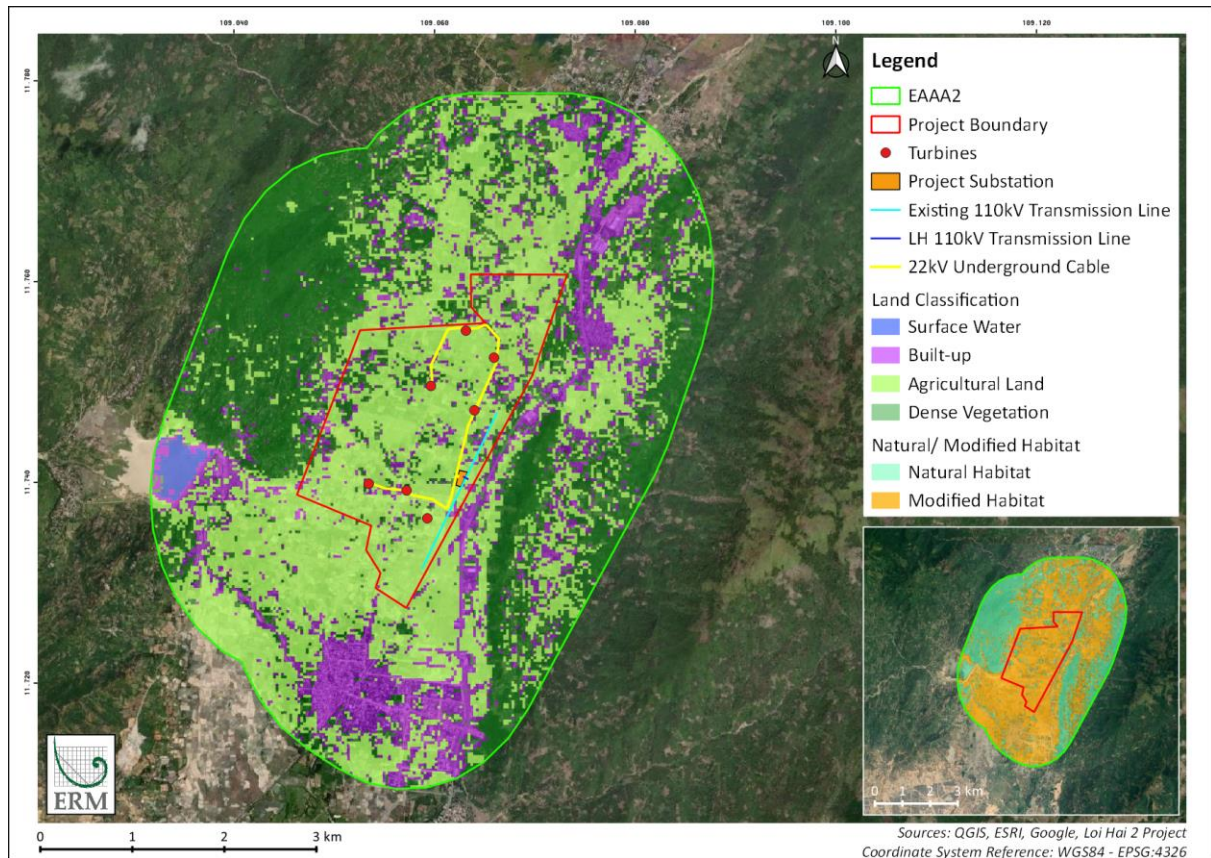 109.040 109.060 109.080 109.100 109.120
11.780
11.760
11.740
11.720
N
Legend
EAAA2
Project Boundary
Turbines
Project Substation
Existing 110kV Transmission Line
LH 110kV Transmission Line
22kV Underground Cable
Land Classification
Surface Water
Built-up
Agricultural Land
Dense Vegetation
Natural/ Modified Habitat
Natural Habitat
Modified Habitat
0 1 2 3 km
ERM
0 1 2 3 km
Sources: QGIS, ESRI, Google, Loi Hai 2 Project
Coordinate System Reference: WGS84 - EPSG:4326